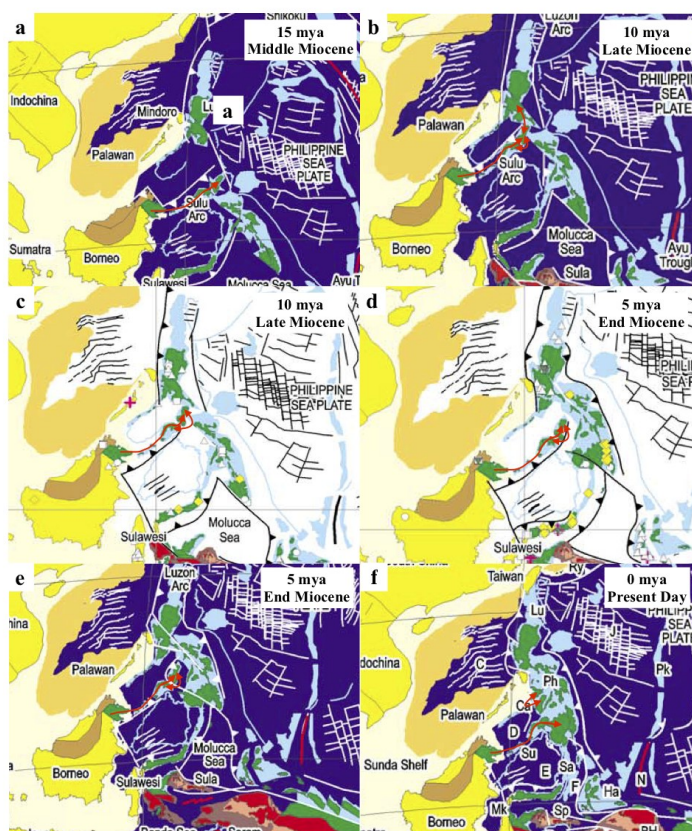 a
Shikoku
15 mya
Middle Miocene
Indochina
Mindoro
Lu
a
Palawan
PHILIPPINE
SEA
PLATE
Sulu
Arc
Sumatra
Borneo
Sulawesi
Molucca Sea
Ayu
b
Luzon
Arc
10 mya
Late Miocene
PHILIPPINE
SEA
PLATE
Palawan
Sulu
Arc
Borneo
Molucca
Sea
Sula
Ayu
Trough
c
10 mya
Late Miocene
PHILIPPINE
SEA PLATE
Sulawesi
Molucca
Sea
d
5 mya
End Miocene
Sulawesi
e
Luzon
Arc
5 mya
End Miocene
hina
Palawan
Borneo
Sulawesi
Molucca
Sea
Sula
f
Taiwan
Ry
0 mya
Present Day
Lu
PHILIP
SEA
J
dochina
C
Pk
Ph
Palawan
Ca
D
Su
Sunda Shelf
E
Sa
F
N
Borneo
Ha
Mk
Sp